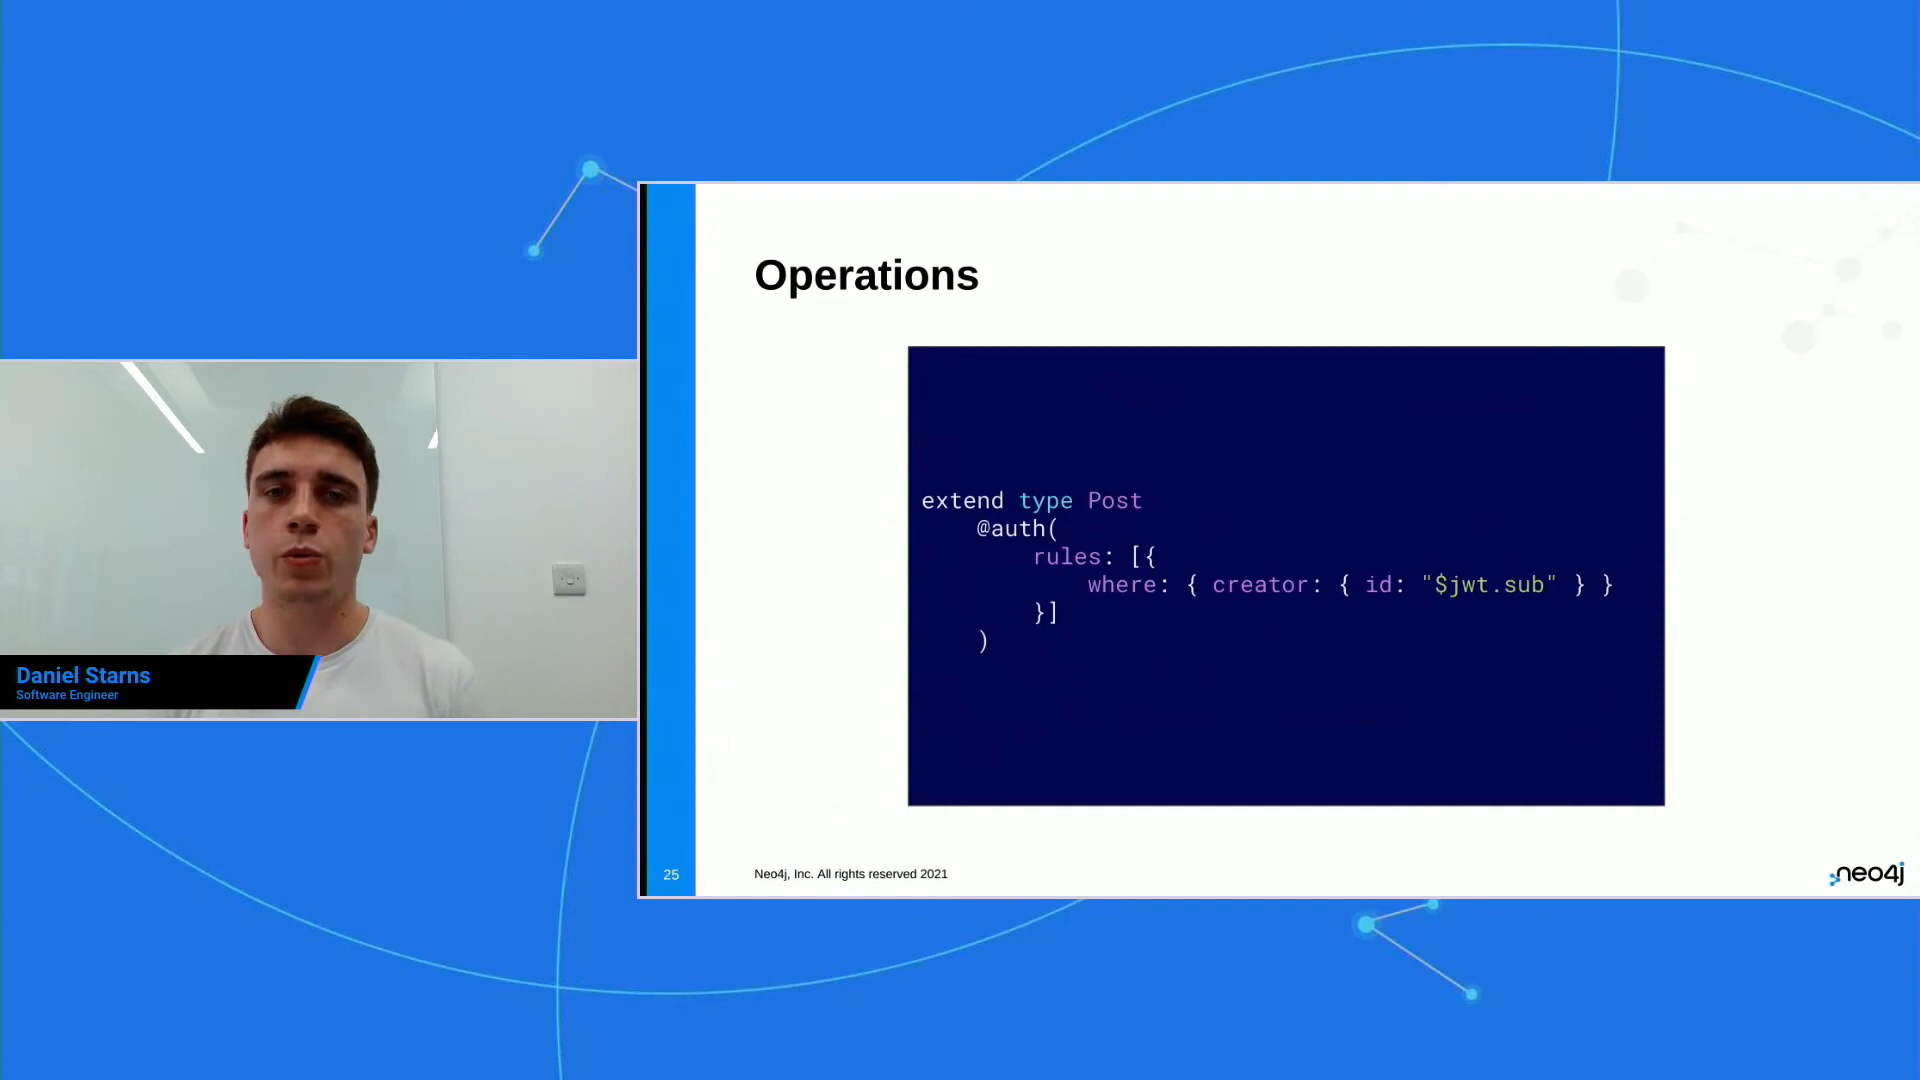 Operations
extend type Post
@auth(
rules: [{
where: { creator: { id: "$jwt.sub" } }
}]
)
Daniel Starns
Software Engineer
25
Neo4j, Inc. All rights reserved 2021
neo4j